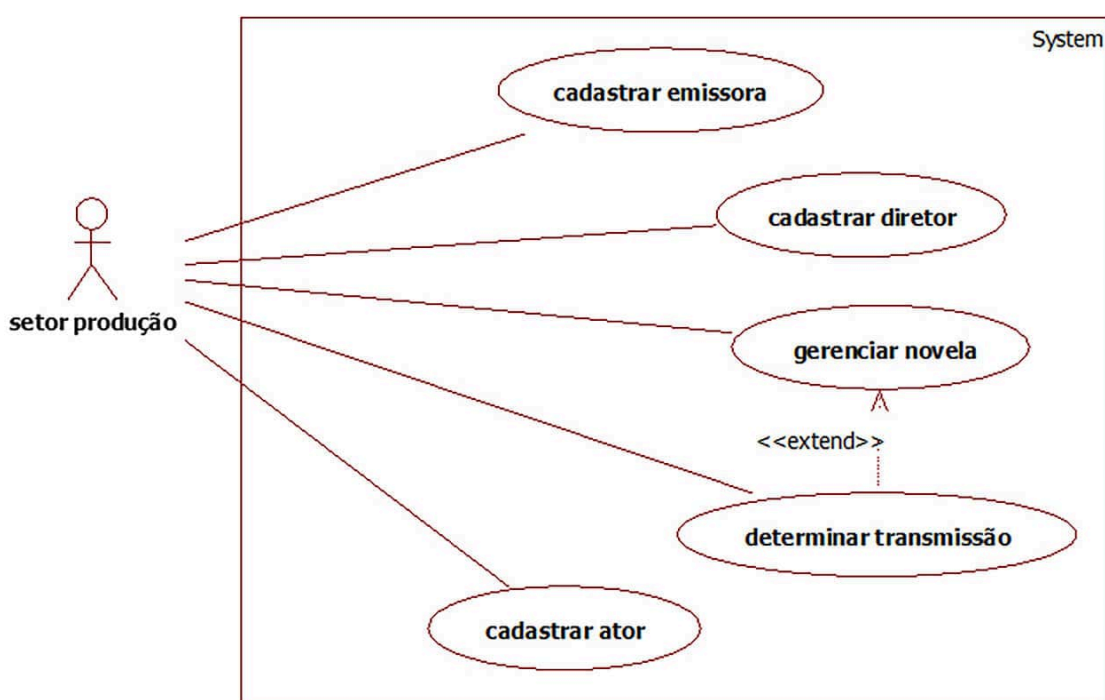 System
cadastrar emissora
cadastrar diretor
setor produção
gerenciar novela
<<extend>>
determinar transmissão
cadastrar ator